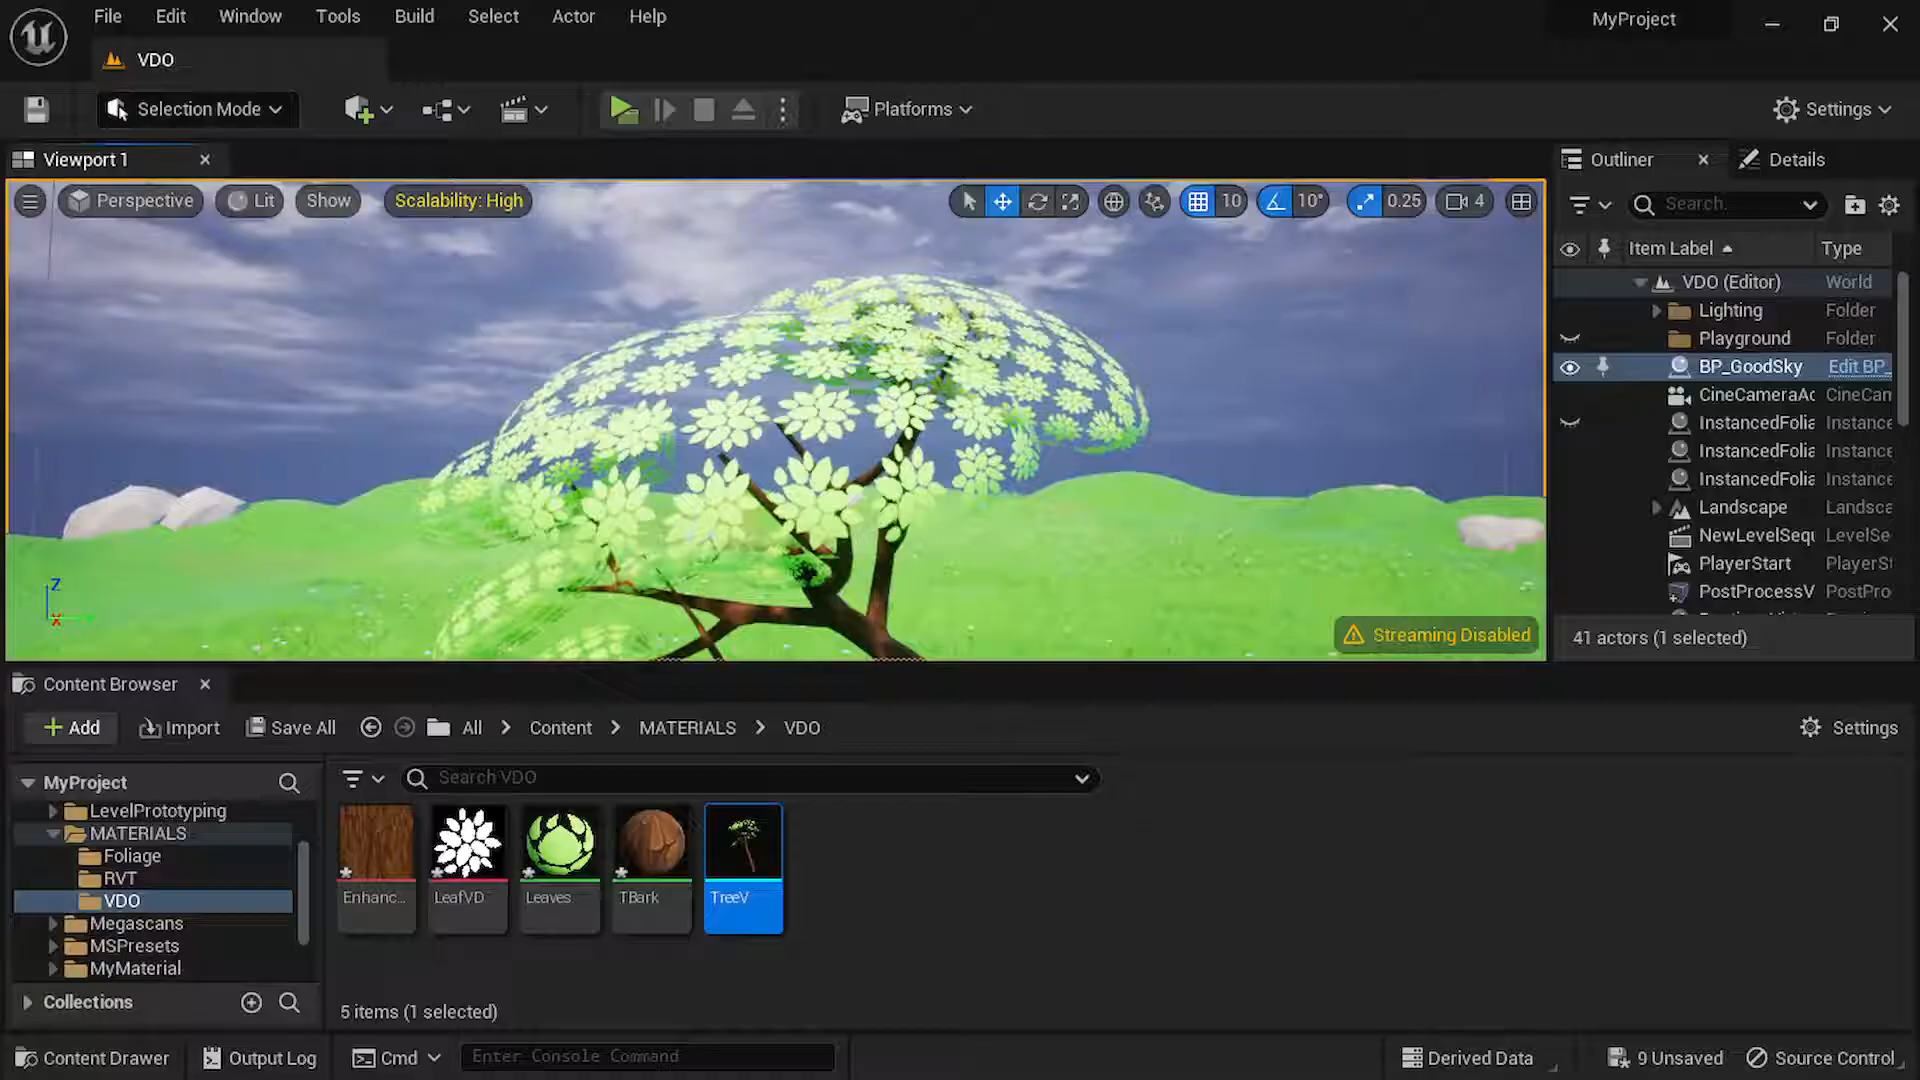 File Edit Window Tools Build Select Actor Help
MyProject
VDO
Selection Mode
Platforms
Settings
Viewport 1
Outliner
Details
Perspective
Lit
Show
Scalability: High
10
10°
0.25
4
Search.
Item Label
Type
VDO (Editor) World
Lighting Folder
Playground Folder
BP_GoodSky Edit BP_
CineCameraAc CineCan
InstancedFolia Instance
InstancedFolia Instance
InstancedFolia Instance
Landscape Landsca
NewLevelSequ LevelSe
PlayerStart PlayerSt
PostProcessV PostPro
Z
X
Streaming Disabled
41 actors (1 selected)
Content Browser
Add Import Save All All Content MATERIALS VDO
Settings
MyProject
Search VDO
LevelPrototyping
MATERIALS
Foliage
RVT
VDO
Megascans
MSPresets
MyMaterial
Enhanc... LeafVD Leaves TBark TreeV
Collections
5 items (1 selected)
Content Drawer Output Log Cmd Enter Console Command Derived Data 9 Unsaved Source Control